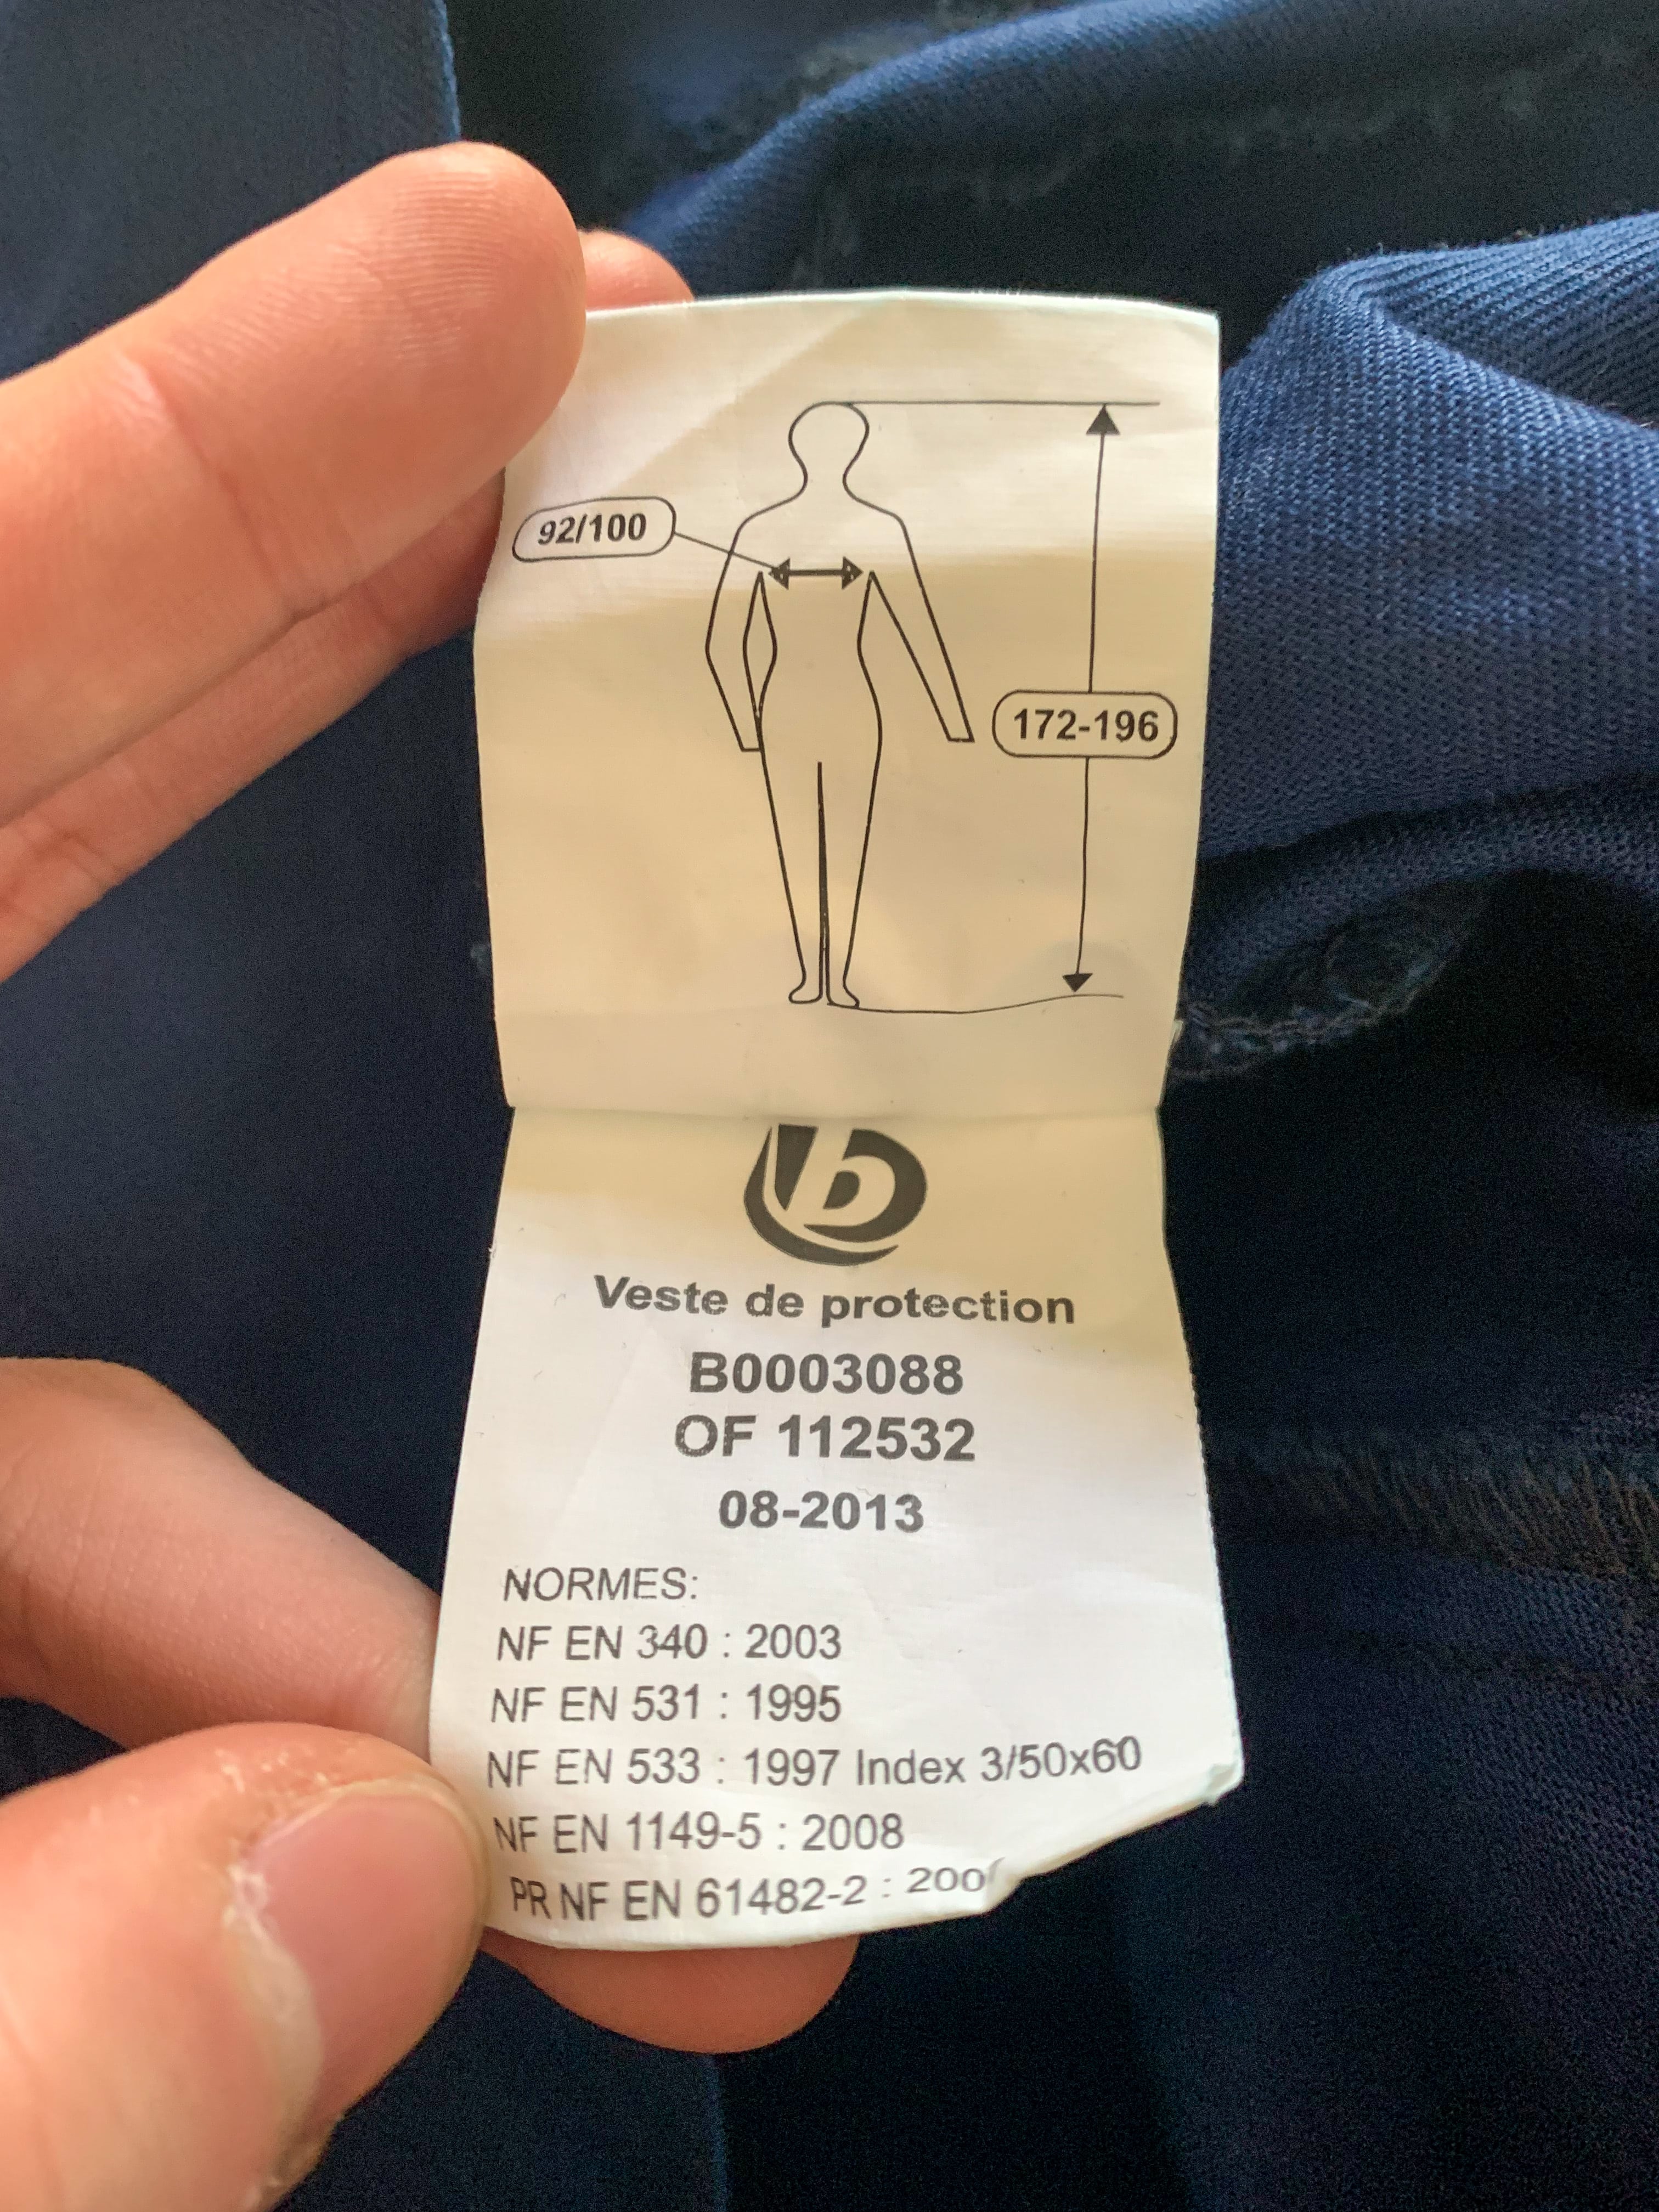 92/100
172-196
b
Veste de protection
B0003088
OF 112532
08-2013
NORMES:
NF EN 340 : 2003
NF EN 531 : 1995
NF EN 533 : 1997 Index 3/50x60
NF EN 1149-5 : 2008
PR NF EN 61482-2 :